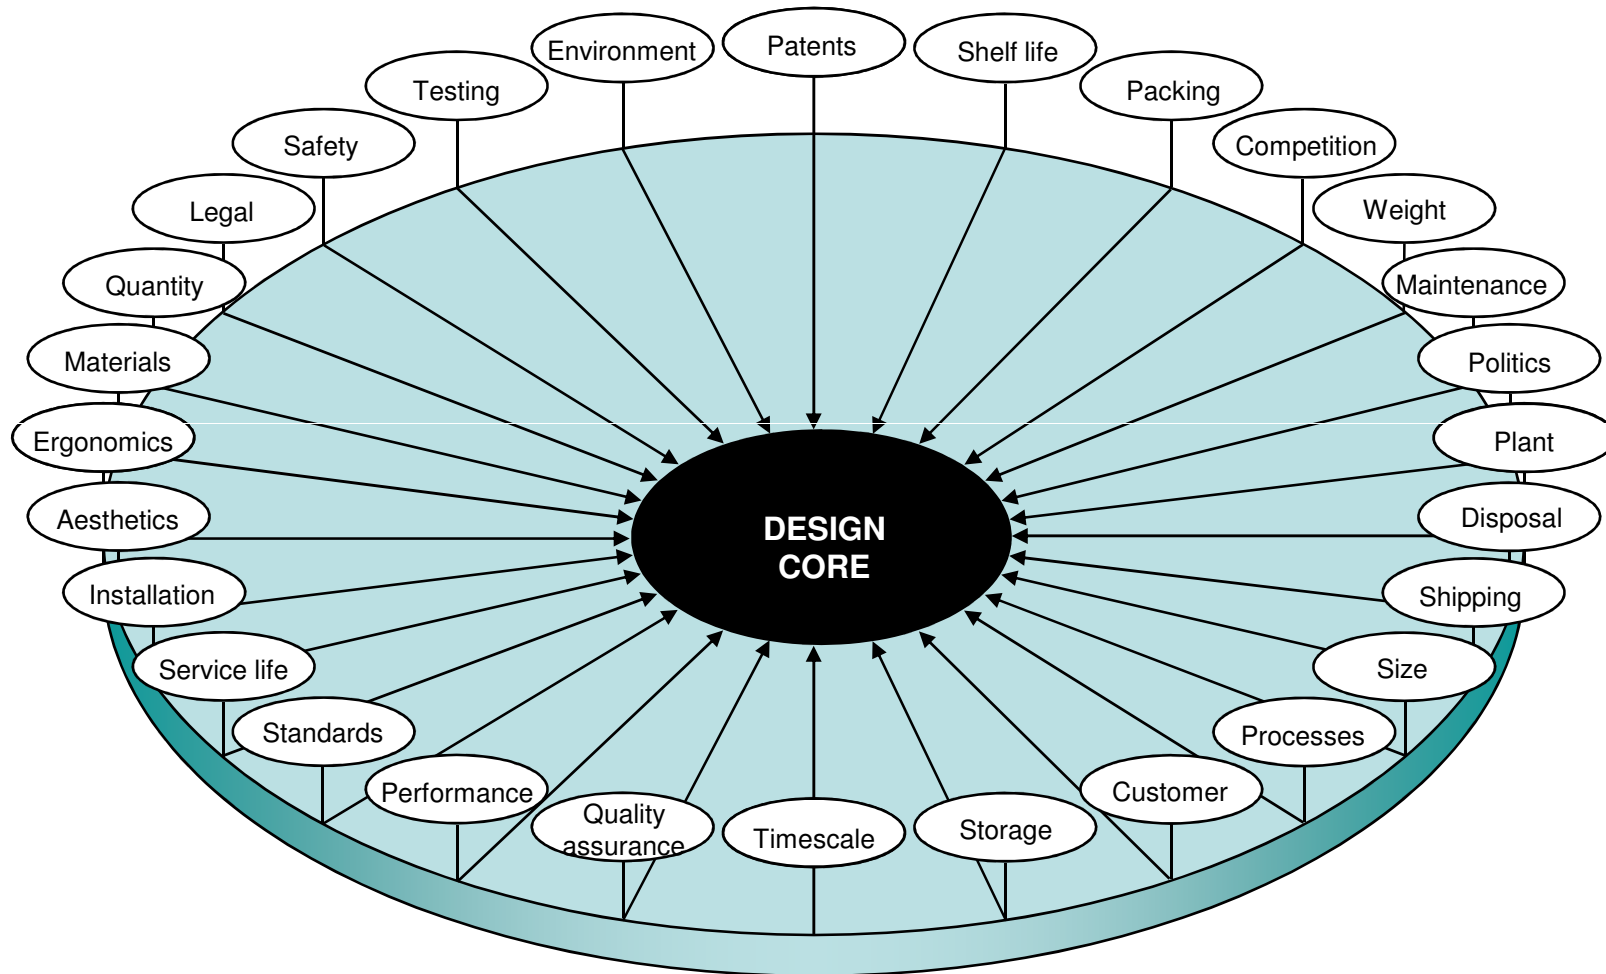 Patents
Environment
Shelf life
Testing
Packing
Safety
Competition
Legal
Weight
Quantity
Maintenance
Materials
Politics
Ergonomics
Plant
Aesthetics
Disposal
DESIGN
CORE
Installation
Shipping
Service life
Size
Standards
Processes
Performance
Customer
Quality
assurance
Timescale
Storage